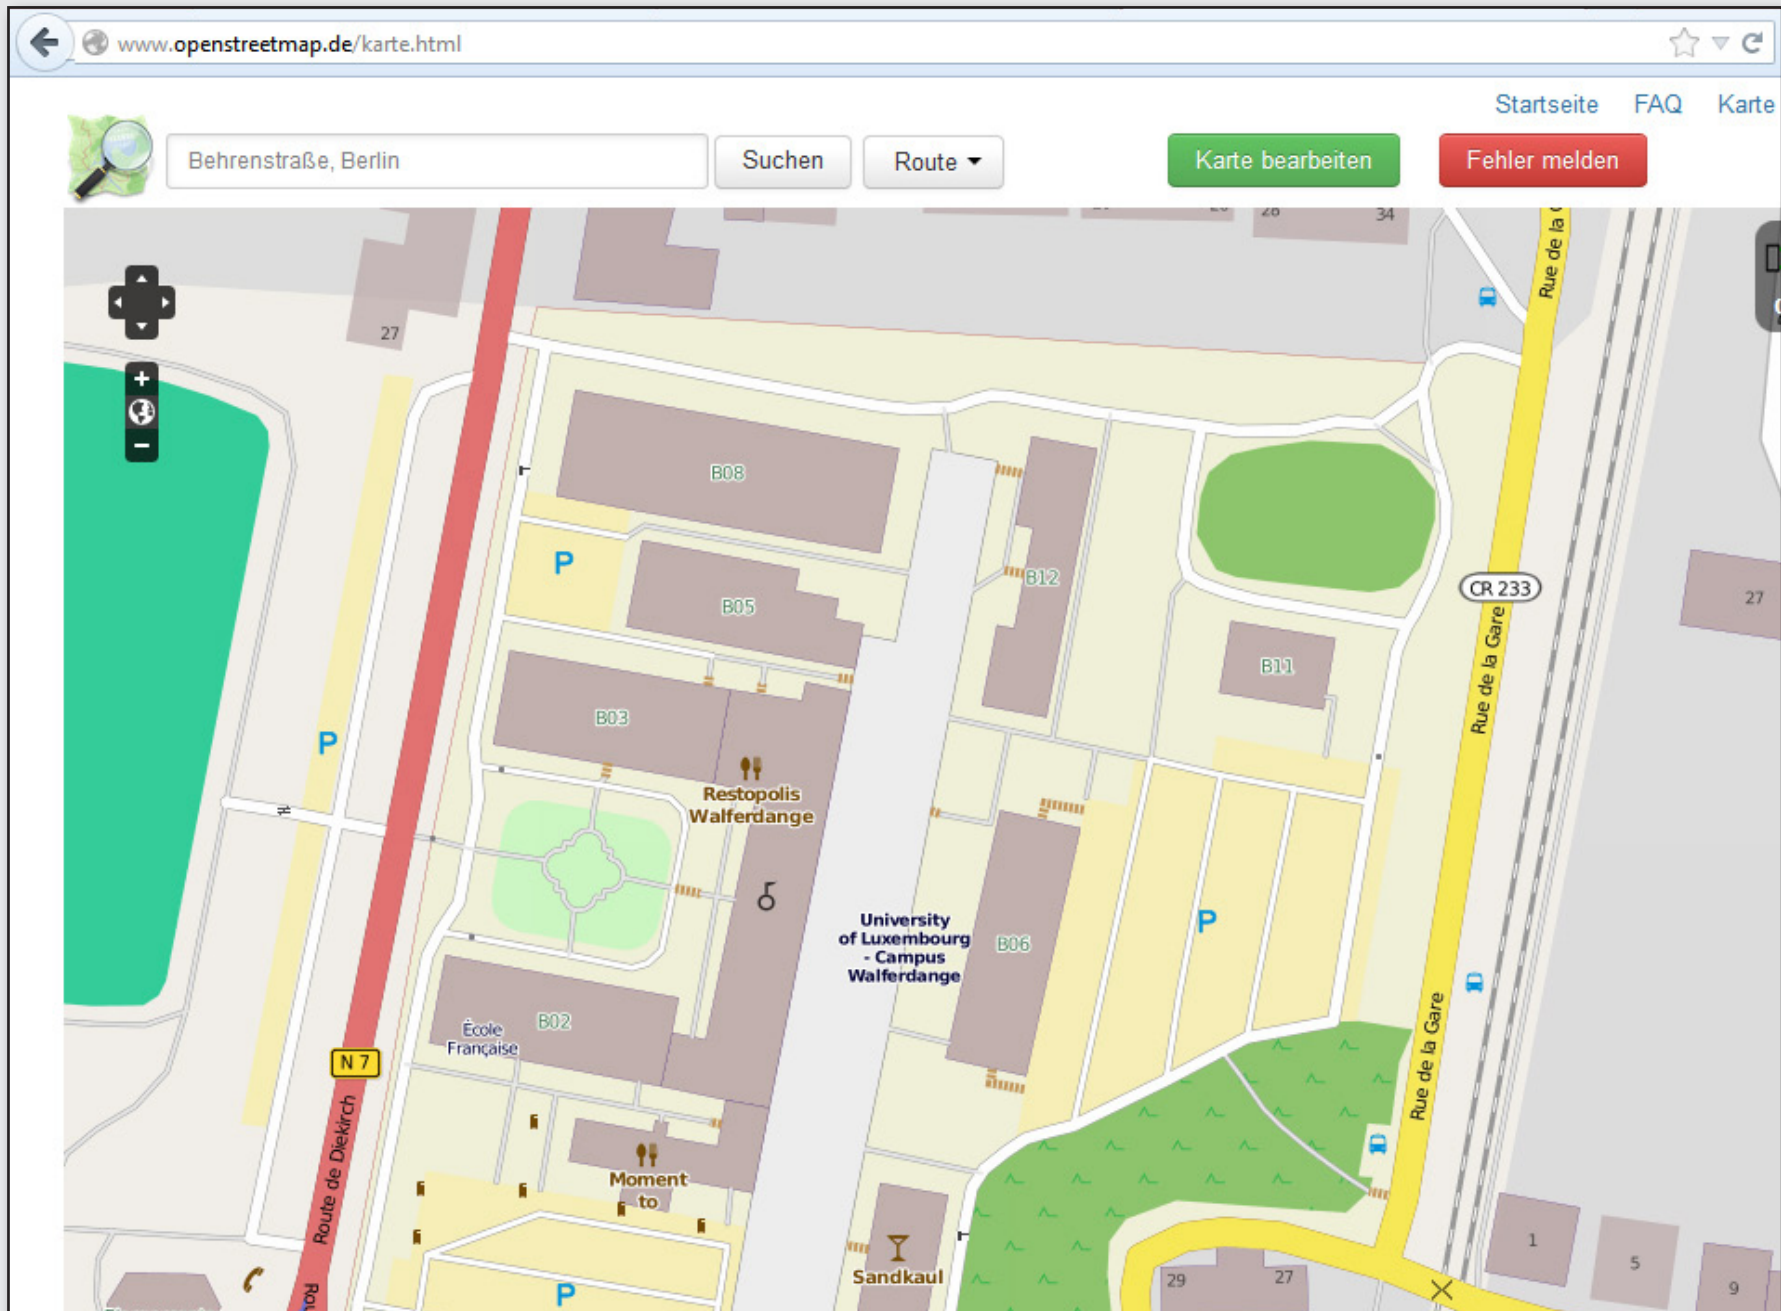 www.openstreetmap.de/karte.html
Startseite FAQ Karte
Behrenstraße, Berlin
Suchen
Route
Karte bearbeiten
Fehler melden
28
34
Rue de la
27
B08
P
B12
B05
CR 233
27
B11
B03
Rue de la Gare
P
Restopolis
Walferdange
P
University
of Luxembourg
- Campus
Walferdange
B06
B02
École
Française
N 7
Rue de la Gare
Route de Diekirch
Moment
to
1
5
9
Sandkaul
29
27
P